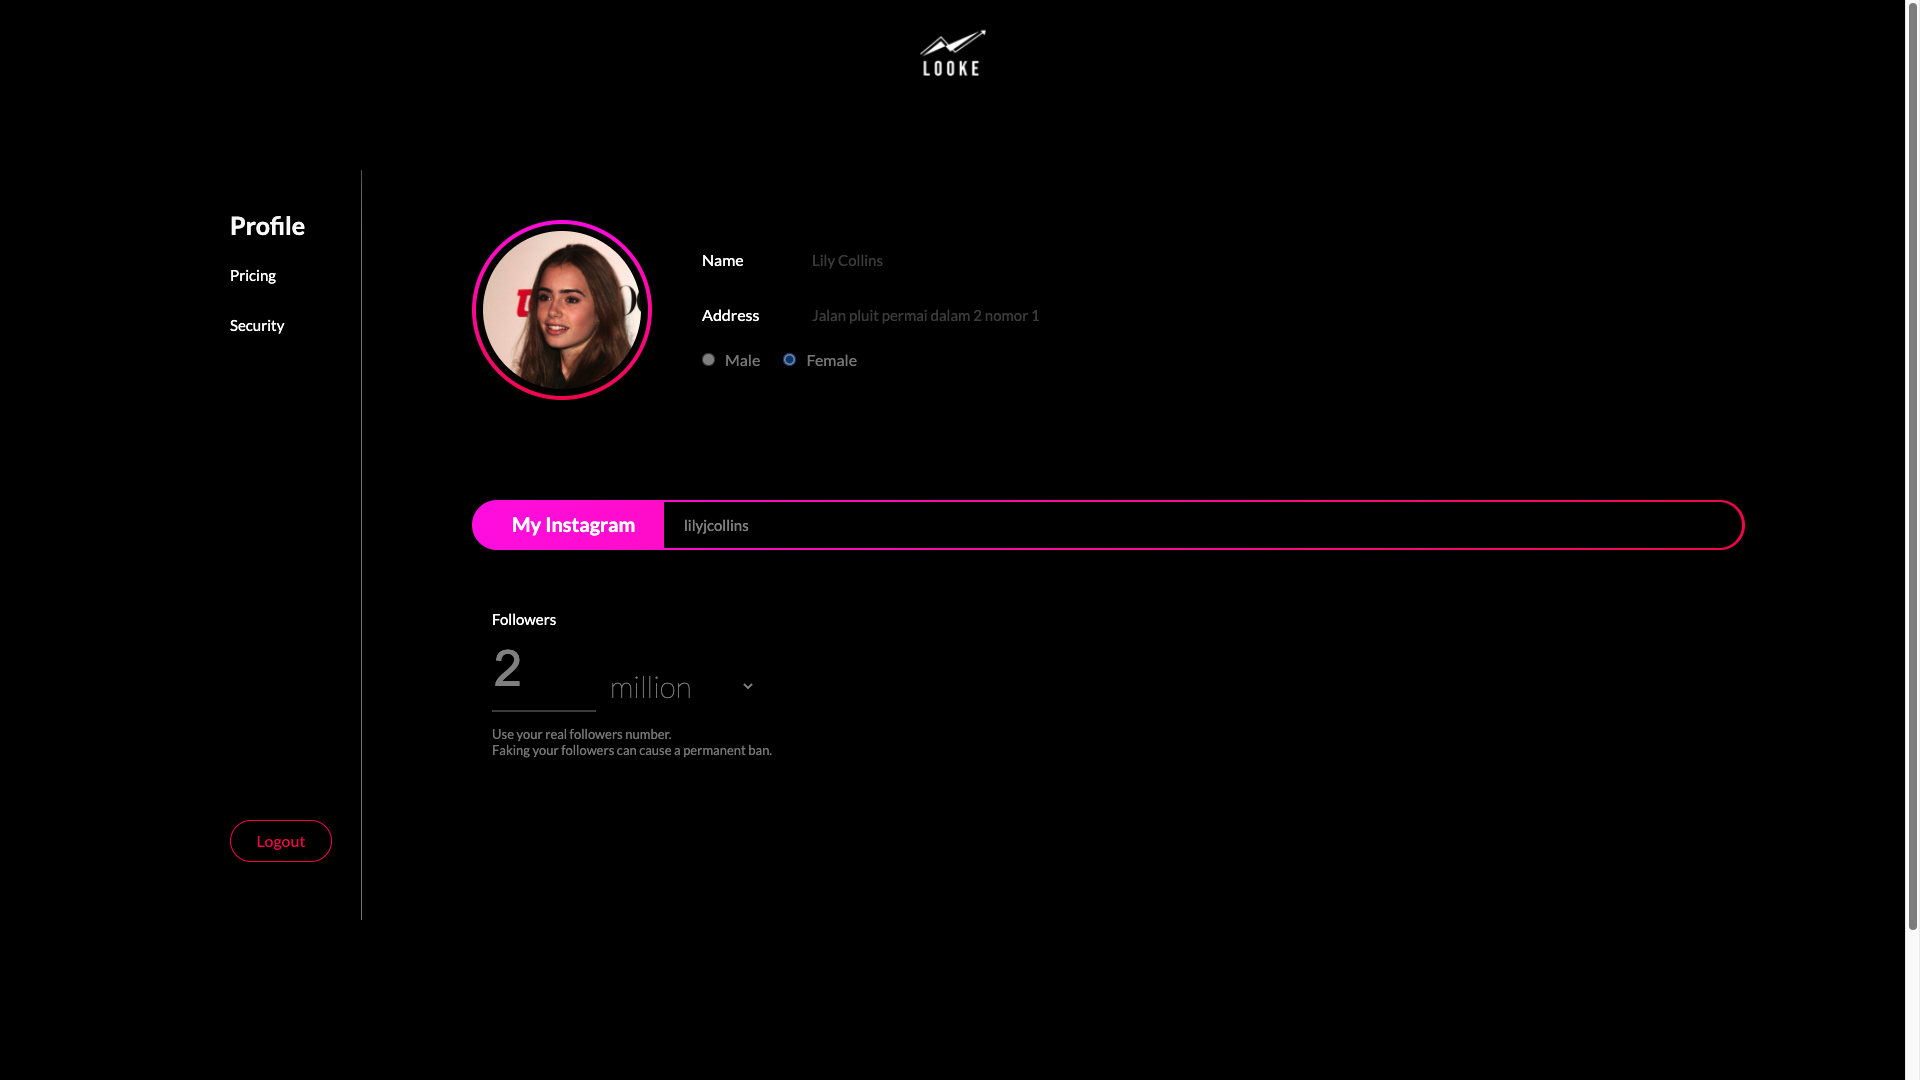 LOOKE
Profile
Pricing
Security
Logout
Name
Lily Collins
Address
Jalan pluit permai dalam 2 nomor 1
Male
Female
My Instagram
lilyjcollins
Followers
2
million
Use your real followers number.
Faking your followers can cause a permanent ban.